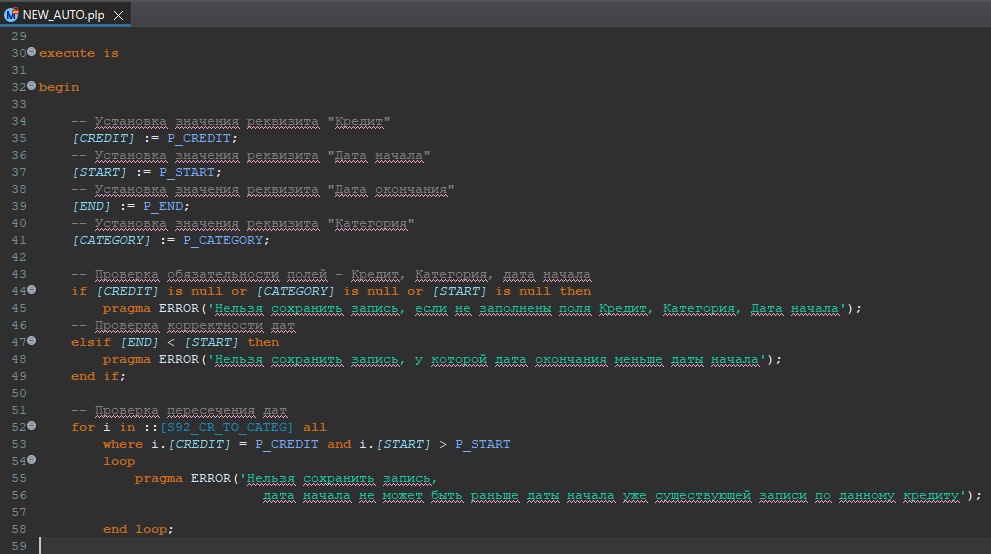 NEW_AUTO.plp
29
30 execute is
31
32 begin
33
34 -- Установка значения реквизита "Кредит"
35 [CREDIT] := P_CREDIT;
36 -- Установка значения реквизита "Дата начала"
37 [START] := P_START;
38 -- Установка значения реквизита "Дата окончания"
39 [END] := P_END;
40 -- Установка значения реквизита "Категория"
41 [CATEGORY] := P_CATEGORY;
42
43 -- Проверка обязательности полей - Кредит, Категория, дата начала
44 if [CREDIT] is null or [CATEGORY] is null or [START] is null then
45 pragma ERROR('Нельзя сохранить запись, если не заполнены поля Кредит, Категория, Дата начала');
46 -- Проверка корректности дат
47 elsif [END] < [START] then
48 pragma ERROR('Нельзя сохранить запись, у которой дата окончания меньше даты начала');
49 end if;
50
51 -- Проверка пересечения дат
52 for i in ::[S92_CR_TO_CATEG] all
53 where i.[CREDIT] = P_CREDIT and i.[START] > P_START
54 loop
55 pragma ERROR('Нельзя сохранить запись,
56 дата начала не может быть раньше даты начала уже существующей записи по данному кредиту');
57
58 end loop;
59